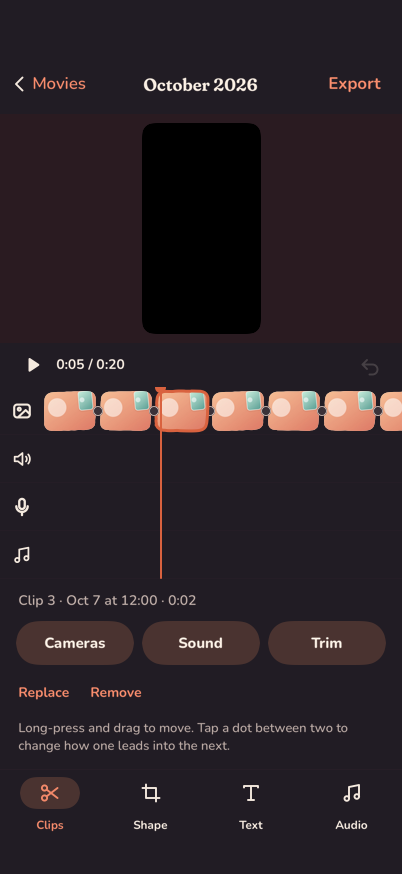 Movies
October 2026
Export
0:05 / 0:20
Clip 3 · Oct 7 at 12:00 · 0:02
Cameras
Sound
Trim
Replace
Remove
Long-press and drag to move. Tap a dot between two to
change how one leads into the next.
Clips
Shape
Text
Audio